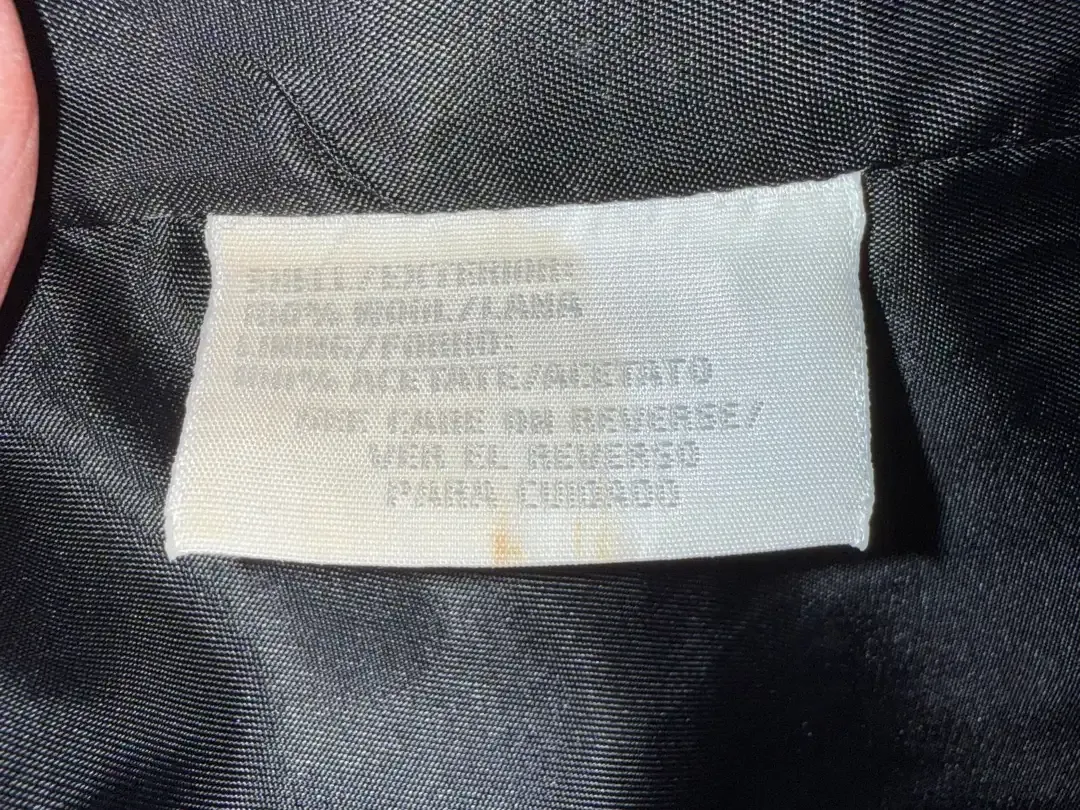 SHELL/EXTERIOR:
100% WOOL/LANA
LINING/FORRO:
100% ACETATE/ACETATO
SEE CARE ON REVERSE/
VER EL REVERSO
PARA CUIDADO